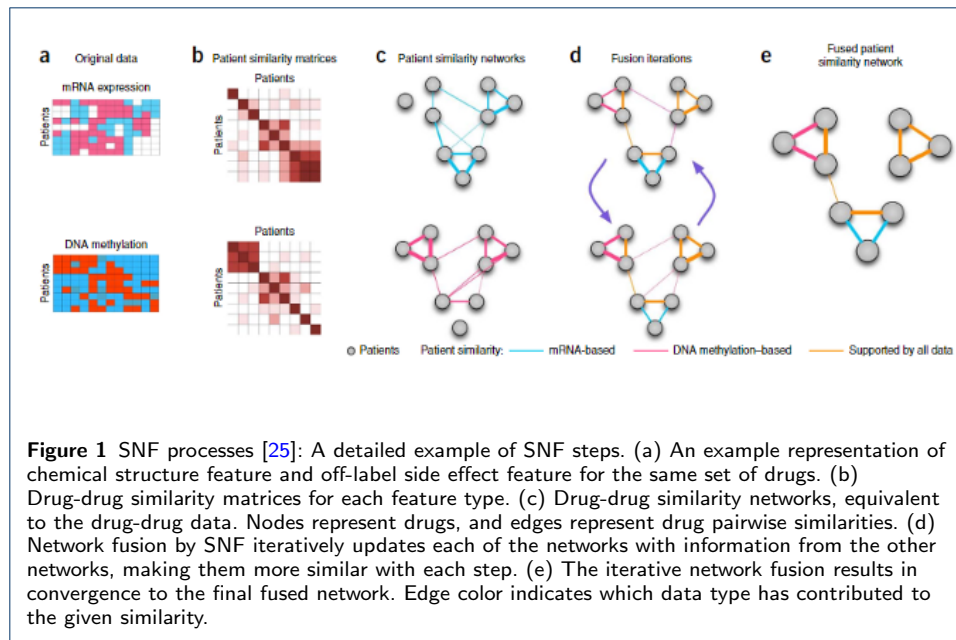 a Original data
mRNA expression
Patients
DNA methylation
Patients
b Patient similarity matrices
Patients
Patients
Patients
Patients
c Patient similarity networks
d Fusion iterations
e Fused patient
similarity network
Patients Patient similarity: mRNA-based DNA methylation–based Supported by all data
Figure 1 SNF processes [25]: A detailed example of SNF steps. (a) An example representation of
chemical structure feature and off-label side effect feature for the same set of drugs. (b)
Drug-drug similarity matrices for each feature type. (c) Drug-drug similarity networks, equivalent
to the drug-drug data. Nodes represent drugs, and edges represent drug pairwise similarities. (d)
Network fusion by SNF iteratively updates each of the networks with information from the other
networks, making them more similar with each step. (e) The iterative network fusion results in
convergence to the final fused network. Edge color indicates which data type has contributed to
the given similarity.